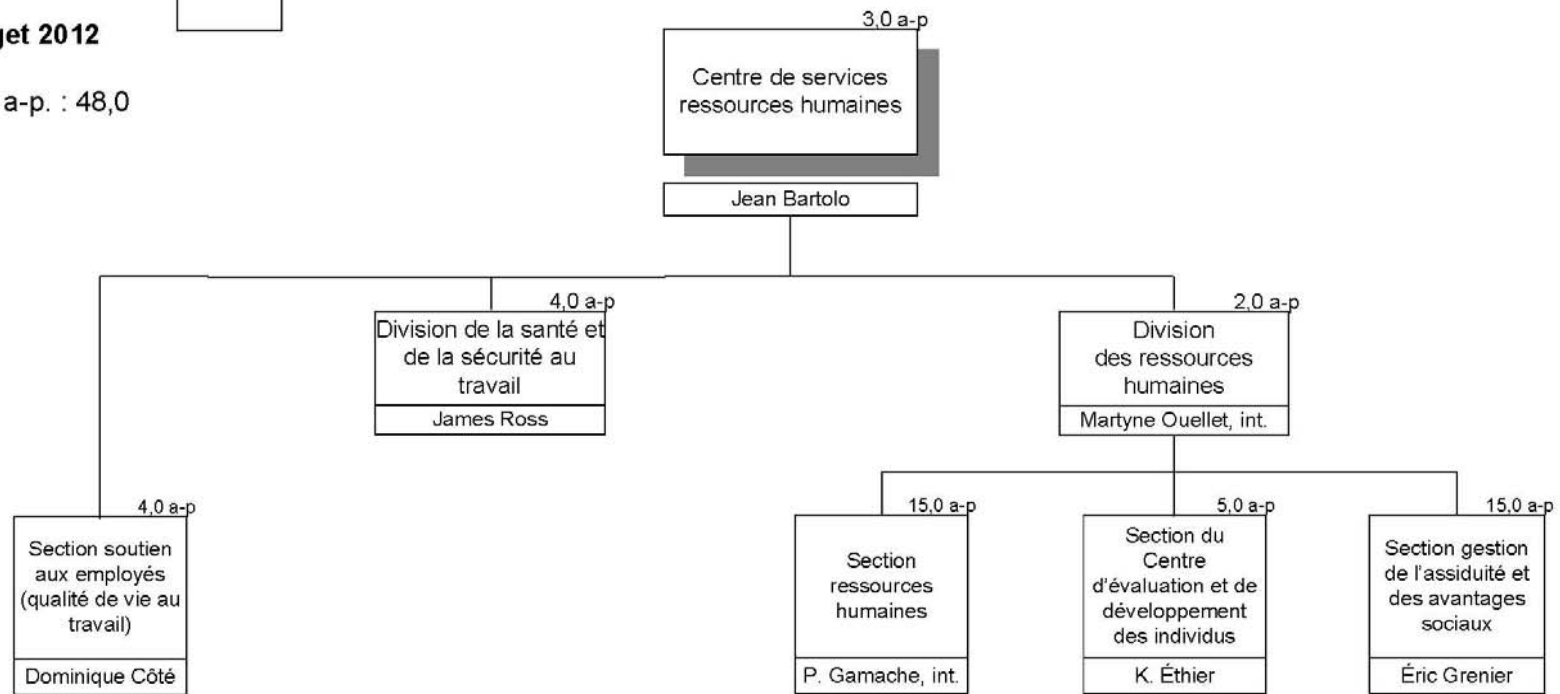 get 2012
a-p. : 48,0
3,0 a-p
Centre de services
ressources humaines
Jean Bartolo
4,0 a-p
Division de la santé et
de la sécurité au
travail
James Ross
2,0 a-p
Division
des ressources
humaines
Martyne Ouellet, int.
4,0 a-p
Section soutien
aux employés
(qualité de vie au
travail)
Dominique Côté
15,0 a-p
Section
ressources
humaines
P. Gamache, int.
5,0 a-p
Section du
Centre
d'évaluation et de
développement
des individus
K. Éthier
15,0 a-p
Section gestion
de l'assiduité et
des avantages
sociaux
Éric Grenier